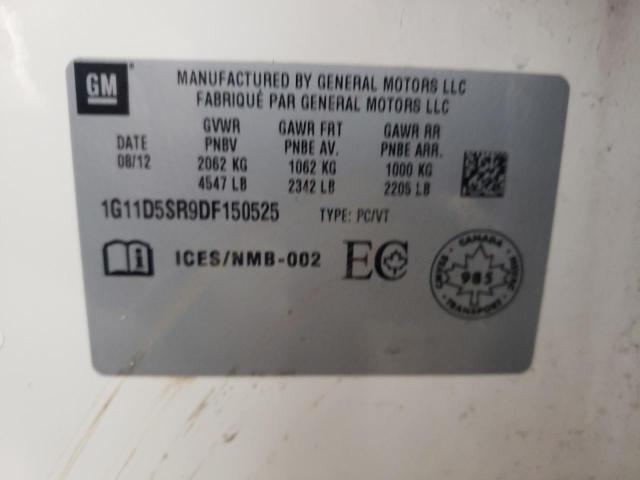 GM
MANUFACTURED BY GENERAL MOTORS LLC
FABRIQUÉ PAR GENERAL MOTORS LLC
GVWR GAWR FRT GAWR RR
DATE PNBV PNBE AV. PNBE ARR.
08/12 2062 KG 1062 KG 1000 KG
4547 LB 2342 LB 2205 LB
1G11D5SR9DF150525 TYPE: PC/VT
ICES/NMB-002 EC
CANADA
985
TRANSPORT